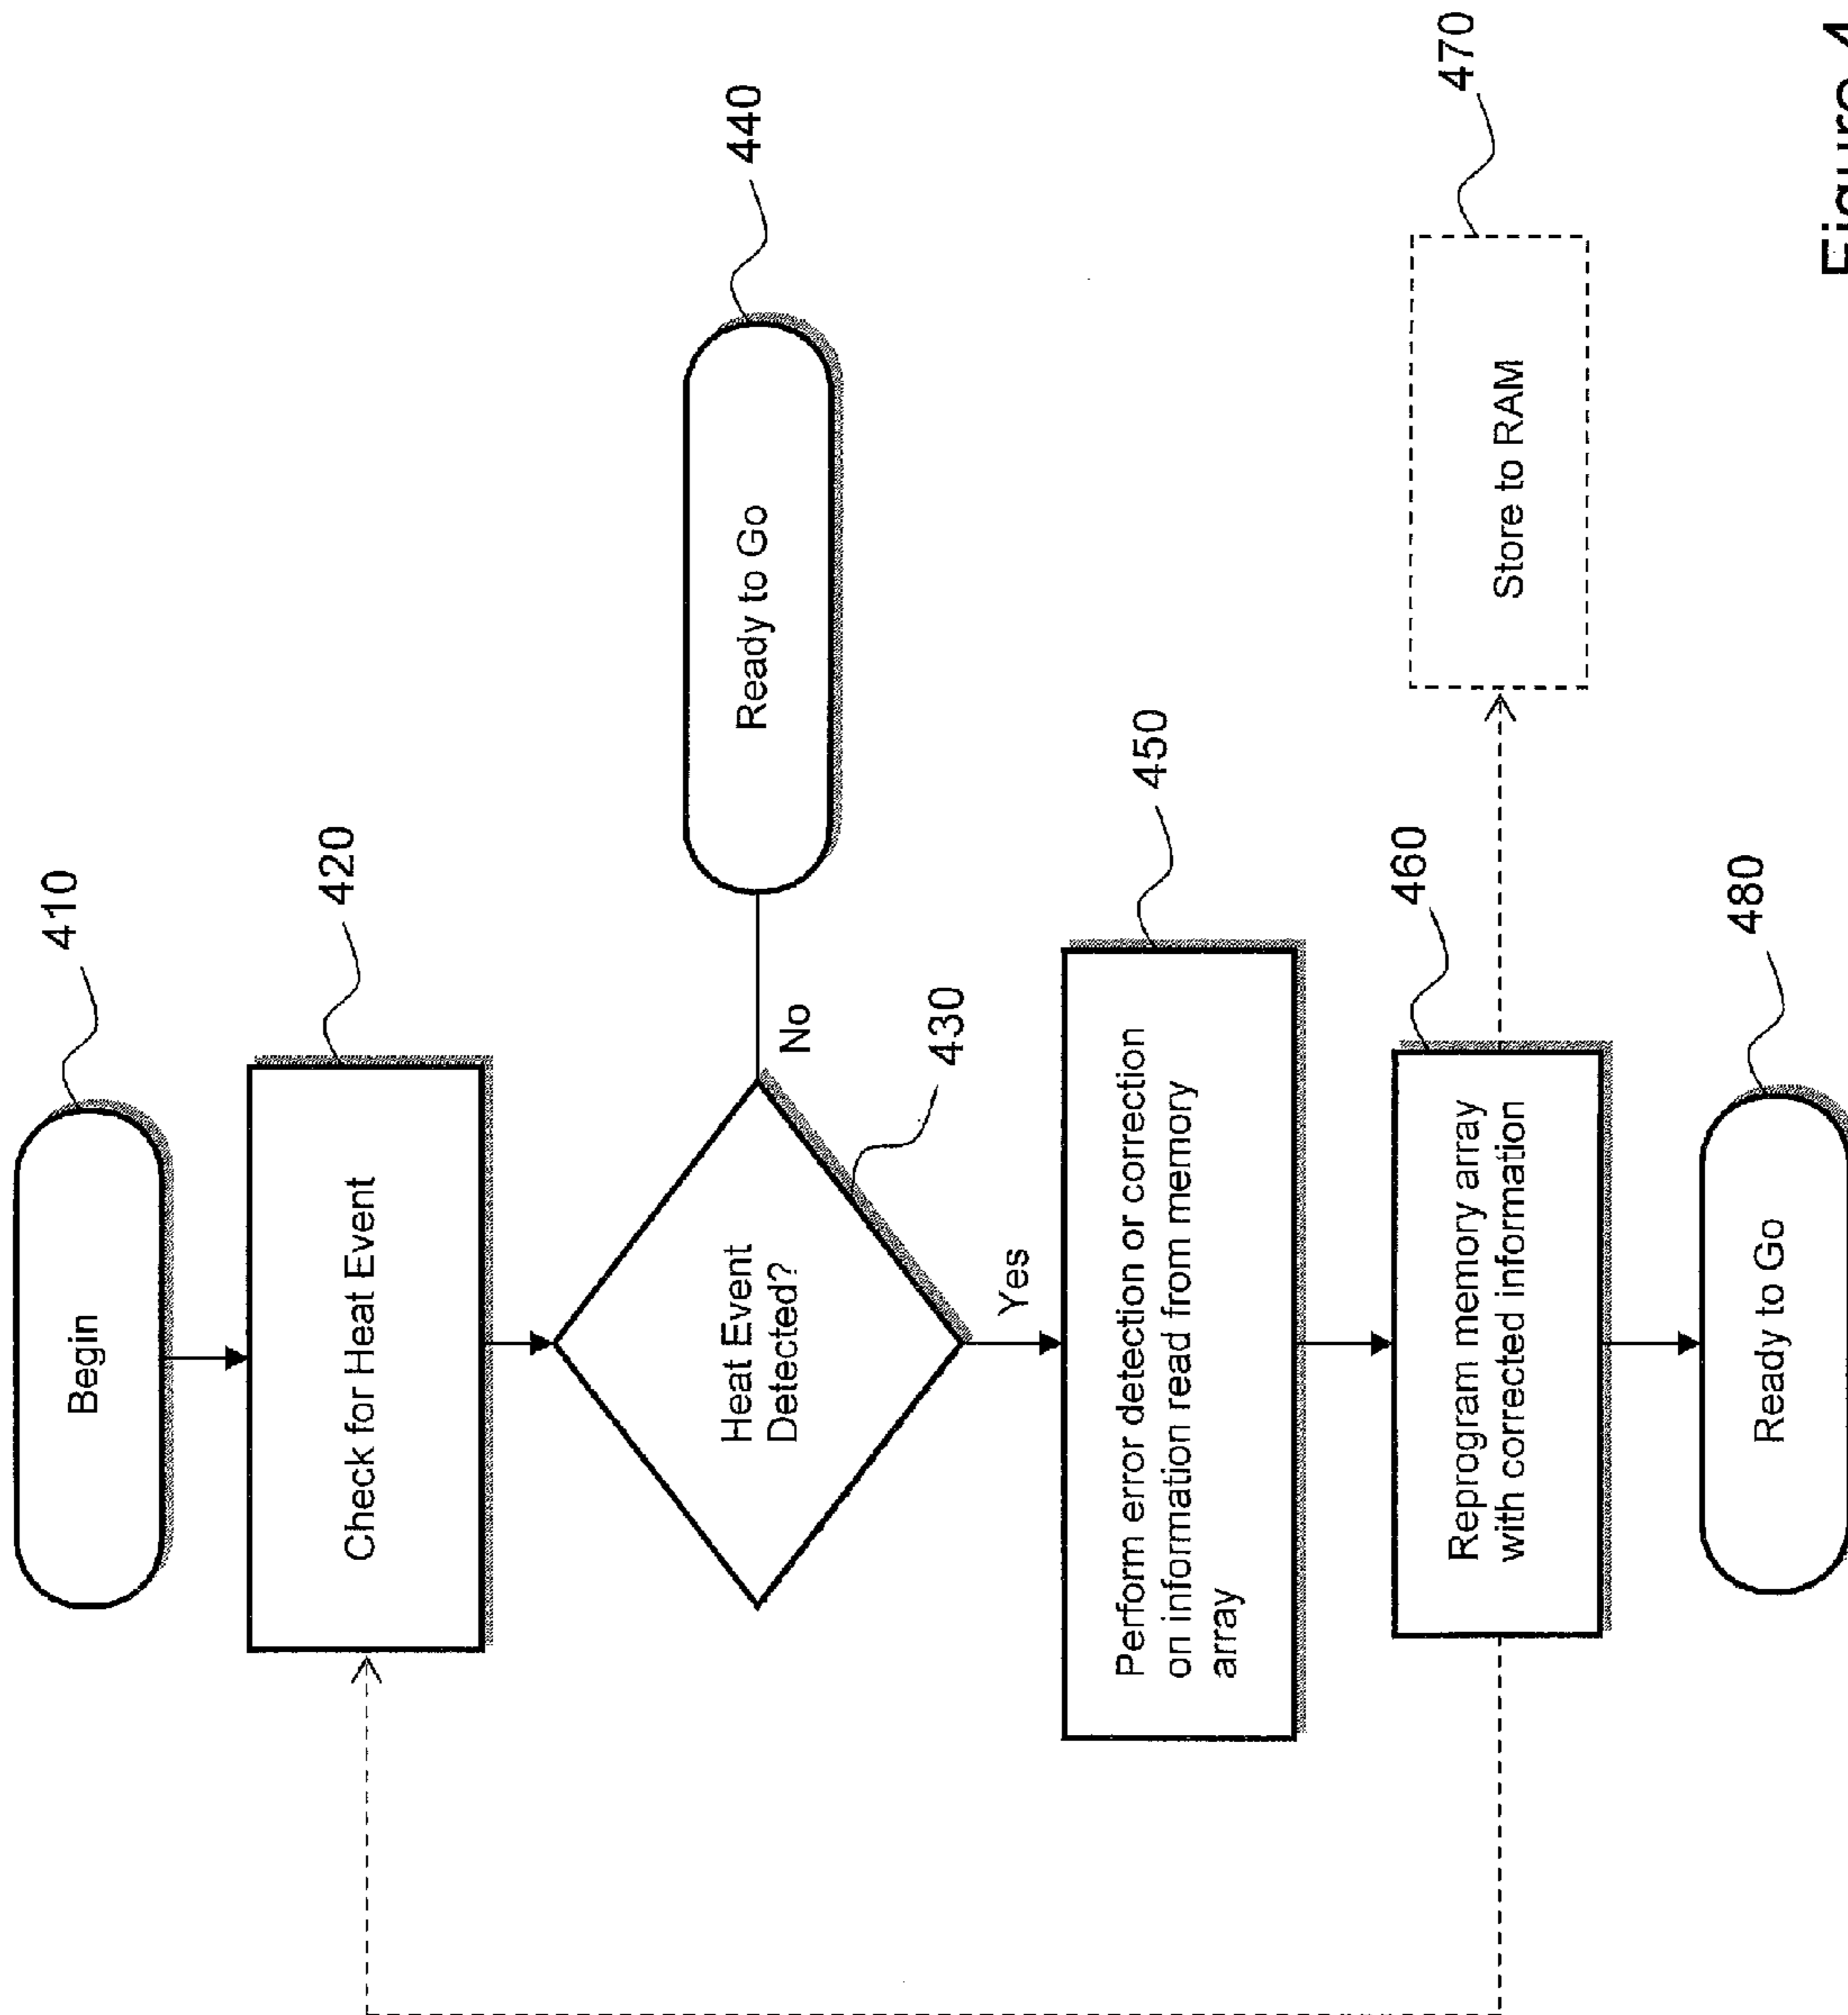 Begin
410
Check for Heat Event
420
Heat Event
Detected?
430
No
Ready to Go
440
Yes
Perform error detection or correction
on information read from memory
array
450
Reprogram memory array
with corrected information
460
Store to RAM
470
Ready to Go
480
Figure 4